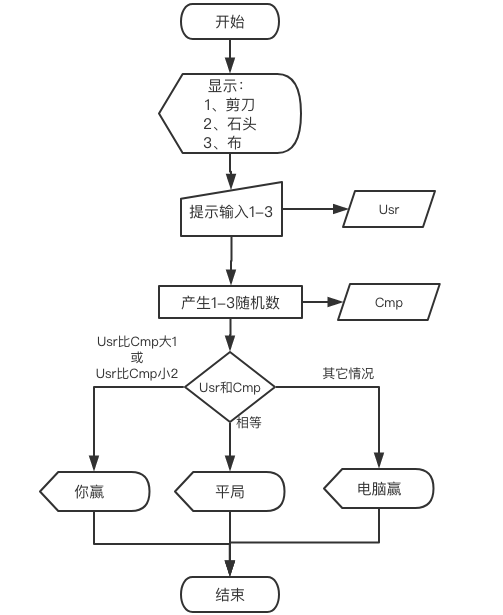 开始
显示：
1、剪刀
2、石头
3、布
提示输入1-3
Usr
产生1-3随机数
Cmp
Usr比Cmp大1
或
Usr比Cmp小2
Usr和Cmp
其它情况
相等
你赢
平局
电脑赢
结束